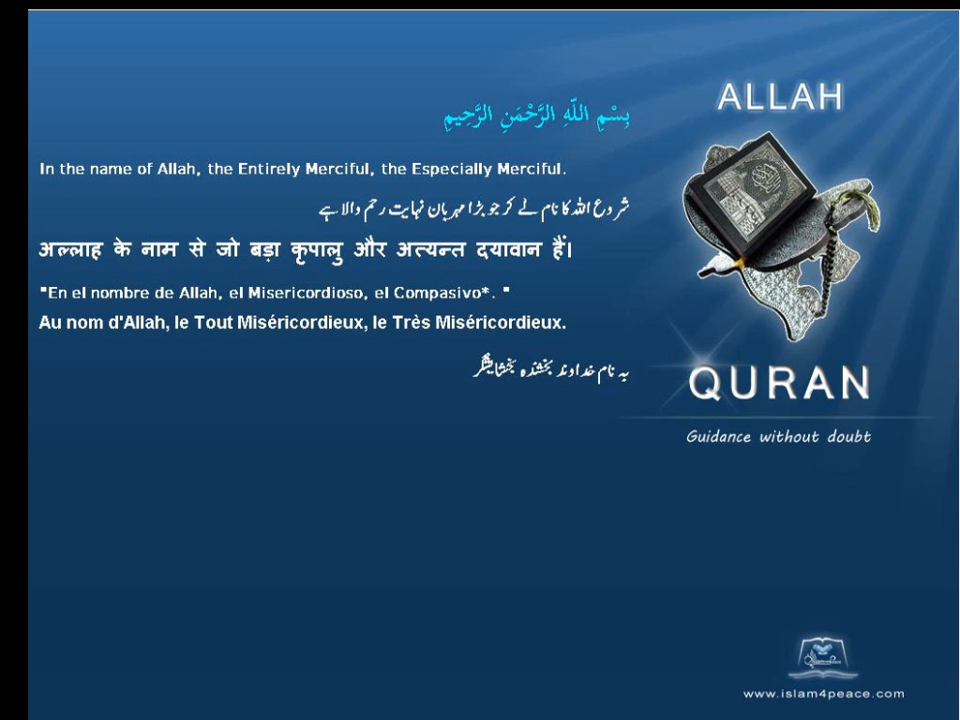 بِسْمِ اللّهِ الرَّحْمَنِ الرَّحِيمِ
In the name of Allah, the Entirely Merciful, the Especially Merciful.
شروع الله کا نام لے کر جو بڑا مہربان نہایت رحم والا ہے
अल्लाह के नाम से जो बड़ा कृपालु और अत्यन्त दयावान हैं।
"En el nombre de Allah, el Misericordioso, el Compasivo*. "
Au nom d'Allah, le Tout Miséricordieux, le Très Miséricordieux.
به نام خداوند بخشنده بخشایشگر
ALLAH
QURAN
Guidance without doubt
www.islam4peace.com